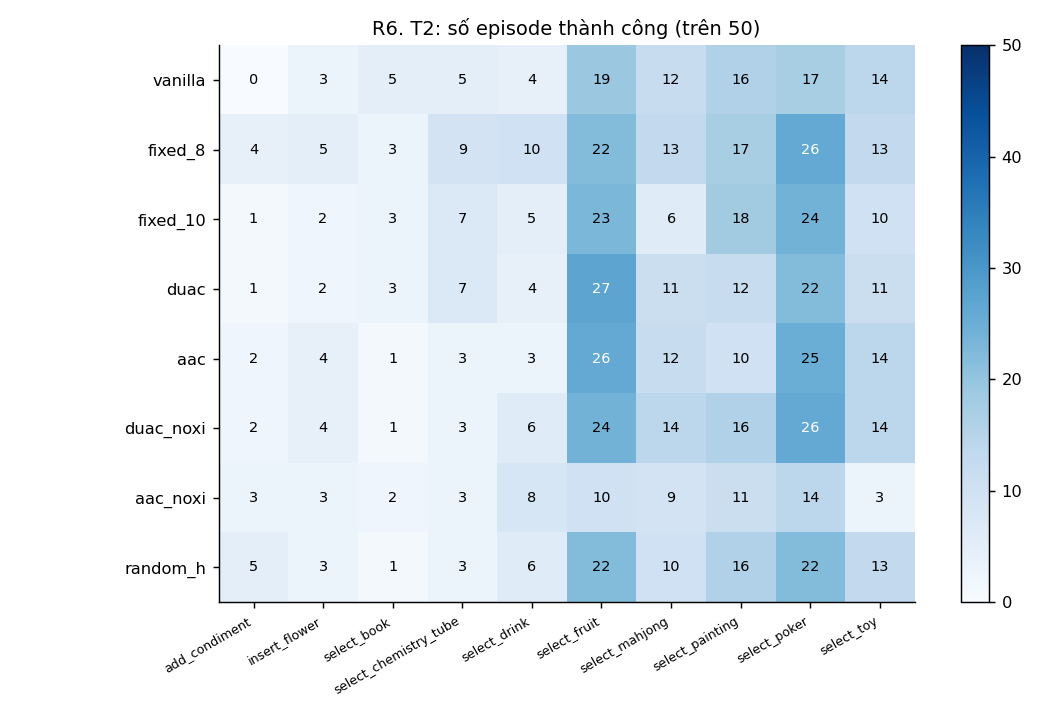 R6. T2: số episode thành công (trên 50)
vanilla 0 3 5 5 4 19 12 16 17 14
fixed_8 4 5 3 9 10 22 13 17 26 13
fixed_10 1 2 3 7 5 23 6 18 24 10
duac 1 2 3 7 4 27 11 12 22 11
aac 2 4 1 3 3 26 12 10 25 14
duac_noxi 2 4 1 3 6 24 14 16 26 14
aac_noxi 3 3 2 3 8 10 9 11 14 3
random_h 5 3 1 3 6 22 10 16 22 13
add_condiment insert_flower select_book select_chemistry_tube select_drink select_fruit select_mahjong select_painting select_poker select_toy
50
40
30
20
10
0